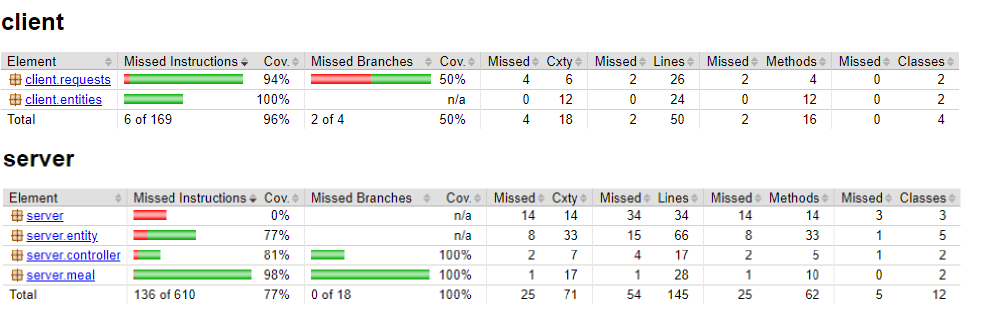 client
Element Missed Instructions Cov. Missed Branches Cov. Missed Cxty Missed Lines Missed Methods Missed Classes
client.requests 94% 50% 4 6 2 26 2 4 0 2
client.entities 100% n/a 0 12 0 24 0 12 0 2
Total 6 of 169 96% 2 of 4 50% 4 18 2 50 2 16 0 4
server
Element Missed Instructions Cov. Missed Branches Cov. Missed Cxty Missed Lines Missed Methods Missed Classes
server 0% n/a 14 14 34 34 14 14 3 3
server.entity 77% n/a 8 33 15 66 8 33 1 5
server.controller 81% 100% 2 7 4 17 2 5 1 2
server.meal 98% 100% 1 17 1 28 1 10 0 2
Total 136 of 610 77% 0 of 18 100% 25 71 54 145 25 62 5 12